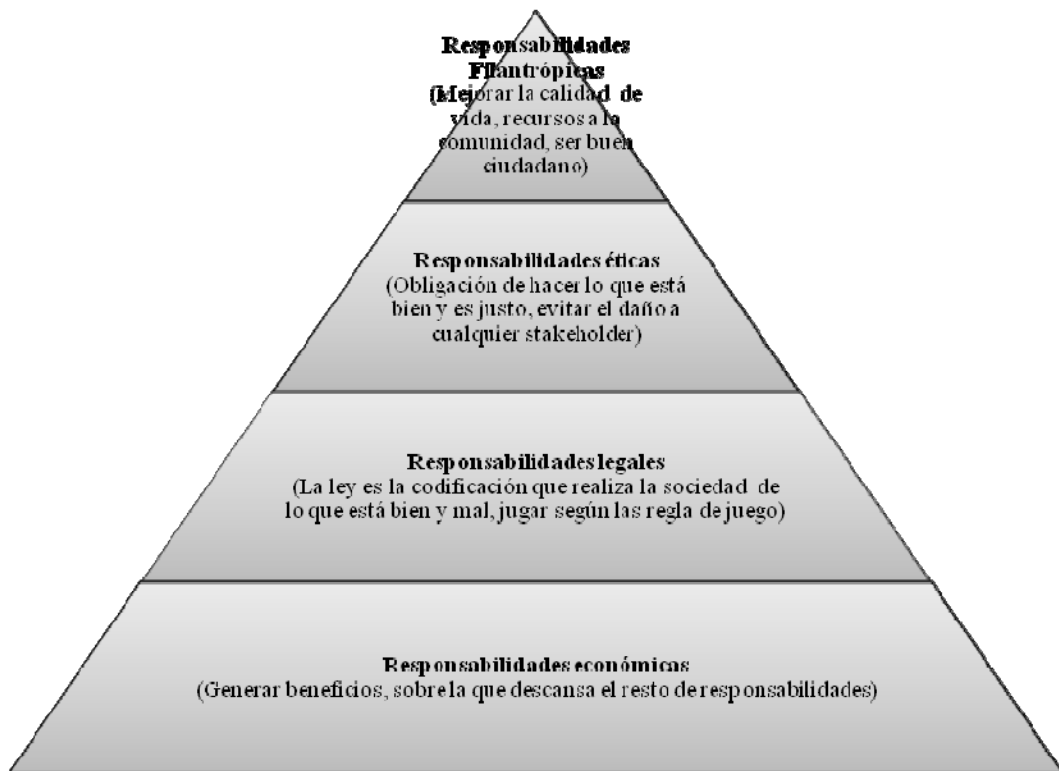 Responsabilidades
Filantrópicas
(Mejorar la calidad de
vida, recursos a la
comunidad, ser buen
ciudadano)
Responsabilidades éticas
(Obligación de hacer lo que está
bien y es justo, evitar el daño a
cualquier stakeholder)
Responsabilidades legales
(La ley es la codificación que realiza la sociedad de
lo que está bien y mal, jugar según las regla de juego)
Responsabilidades económicas
(Generar beneficios, sobre la que descansa el resto de responsabilidades)